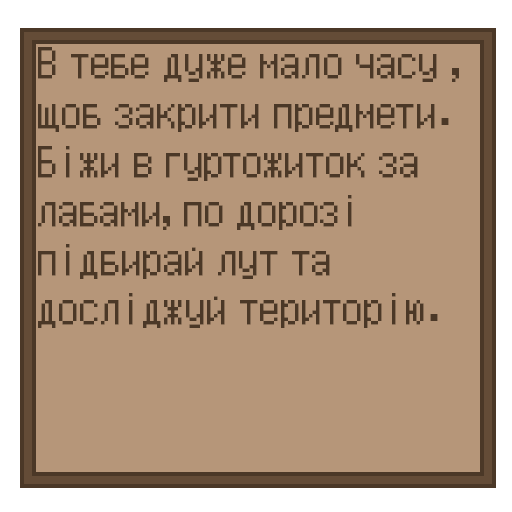 В тебе дуже мало часу ,
щоб закрити предмети.
Біжи в гуртожиток за
лабами, по дорозі
підбирай лут та
досліджуй територію.